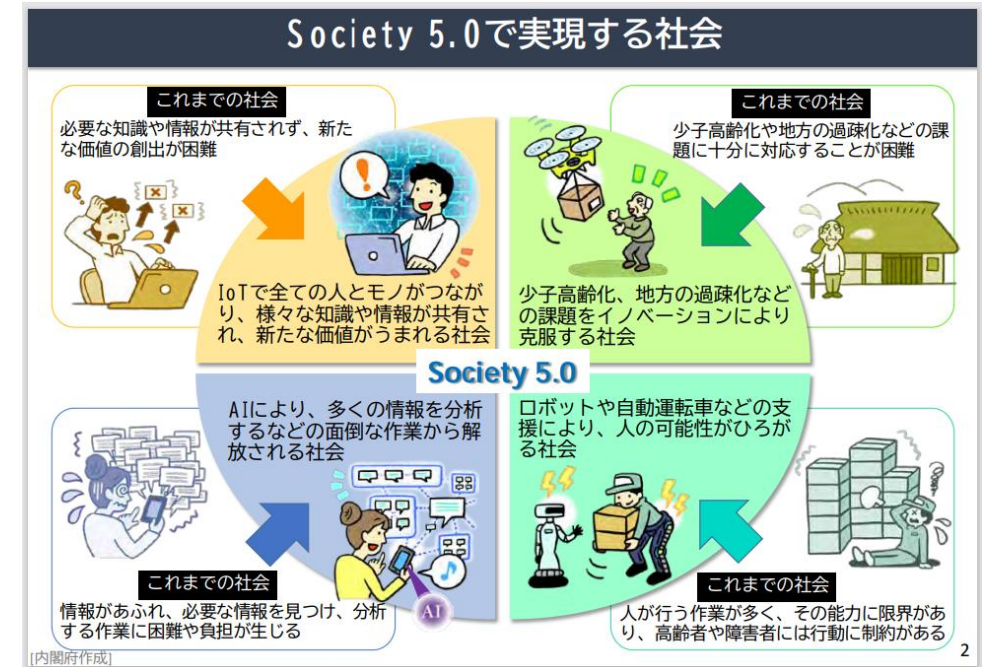 Society 5.0で実現する社会
これまでの社会
必要な知識や情報が共有されず、新た
な価値の創出が困難
IoTで全ての人とモノがつなが
り、様々な知識や情報が共有さ
れ、新たな価値がうまれる社会
これまでの社会
少子高齢化や地方の過疎化などの課
題に十分に対応することが困難
少子高齢化、地方の過疎化など
の課題をイノベーションにより
克服する社会
Society 5.0
AIにより、多くの情報を分析
するなどの面倒な作業から解
放される社会
AI
これまでの社会
情報があふれ、必要な情報を見つけ、分析
する作業に困難や負担が生じる
ロボットや自動運転車などの支
援により、人の可能性がひろが
る社会
これまでの社会
人が行う作業が多く、その能力に限界があ
り、高齢者や障害者には行動に制約がある
[内閣府作成]
2